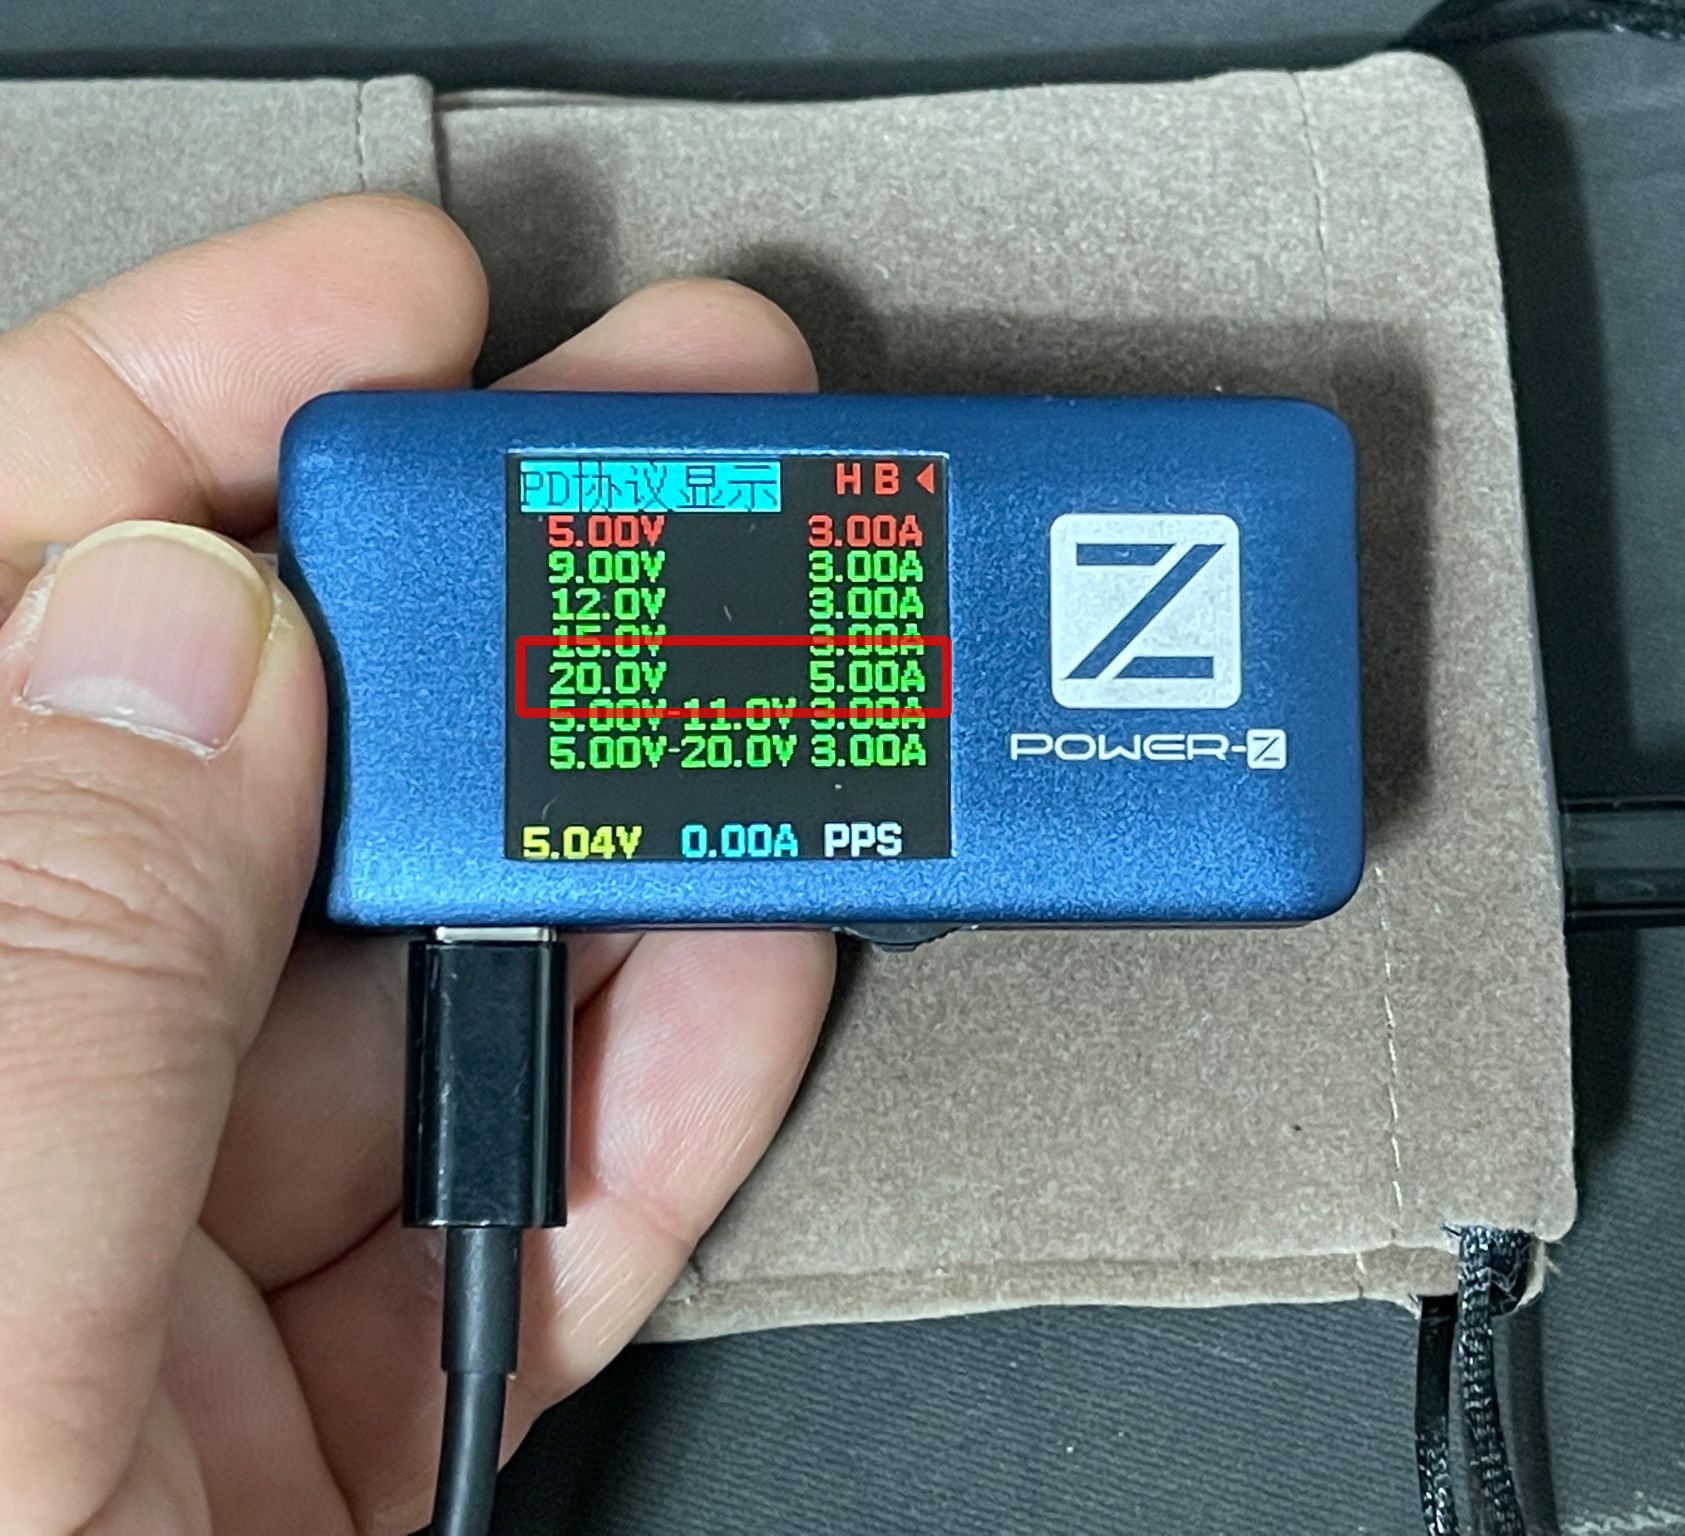 PD协议显示 HB
5.00V 3.00A
9.00V 3.00A
12.0V 3.00A
15.0V 3.00A
20.0V 5.00A
5.00V-11.0V 3.00A
5.00V-20.0V 3.00A
5.04V 0.00A PPS
Z
POWER-Z